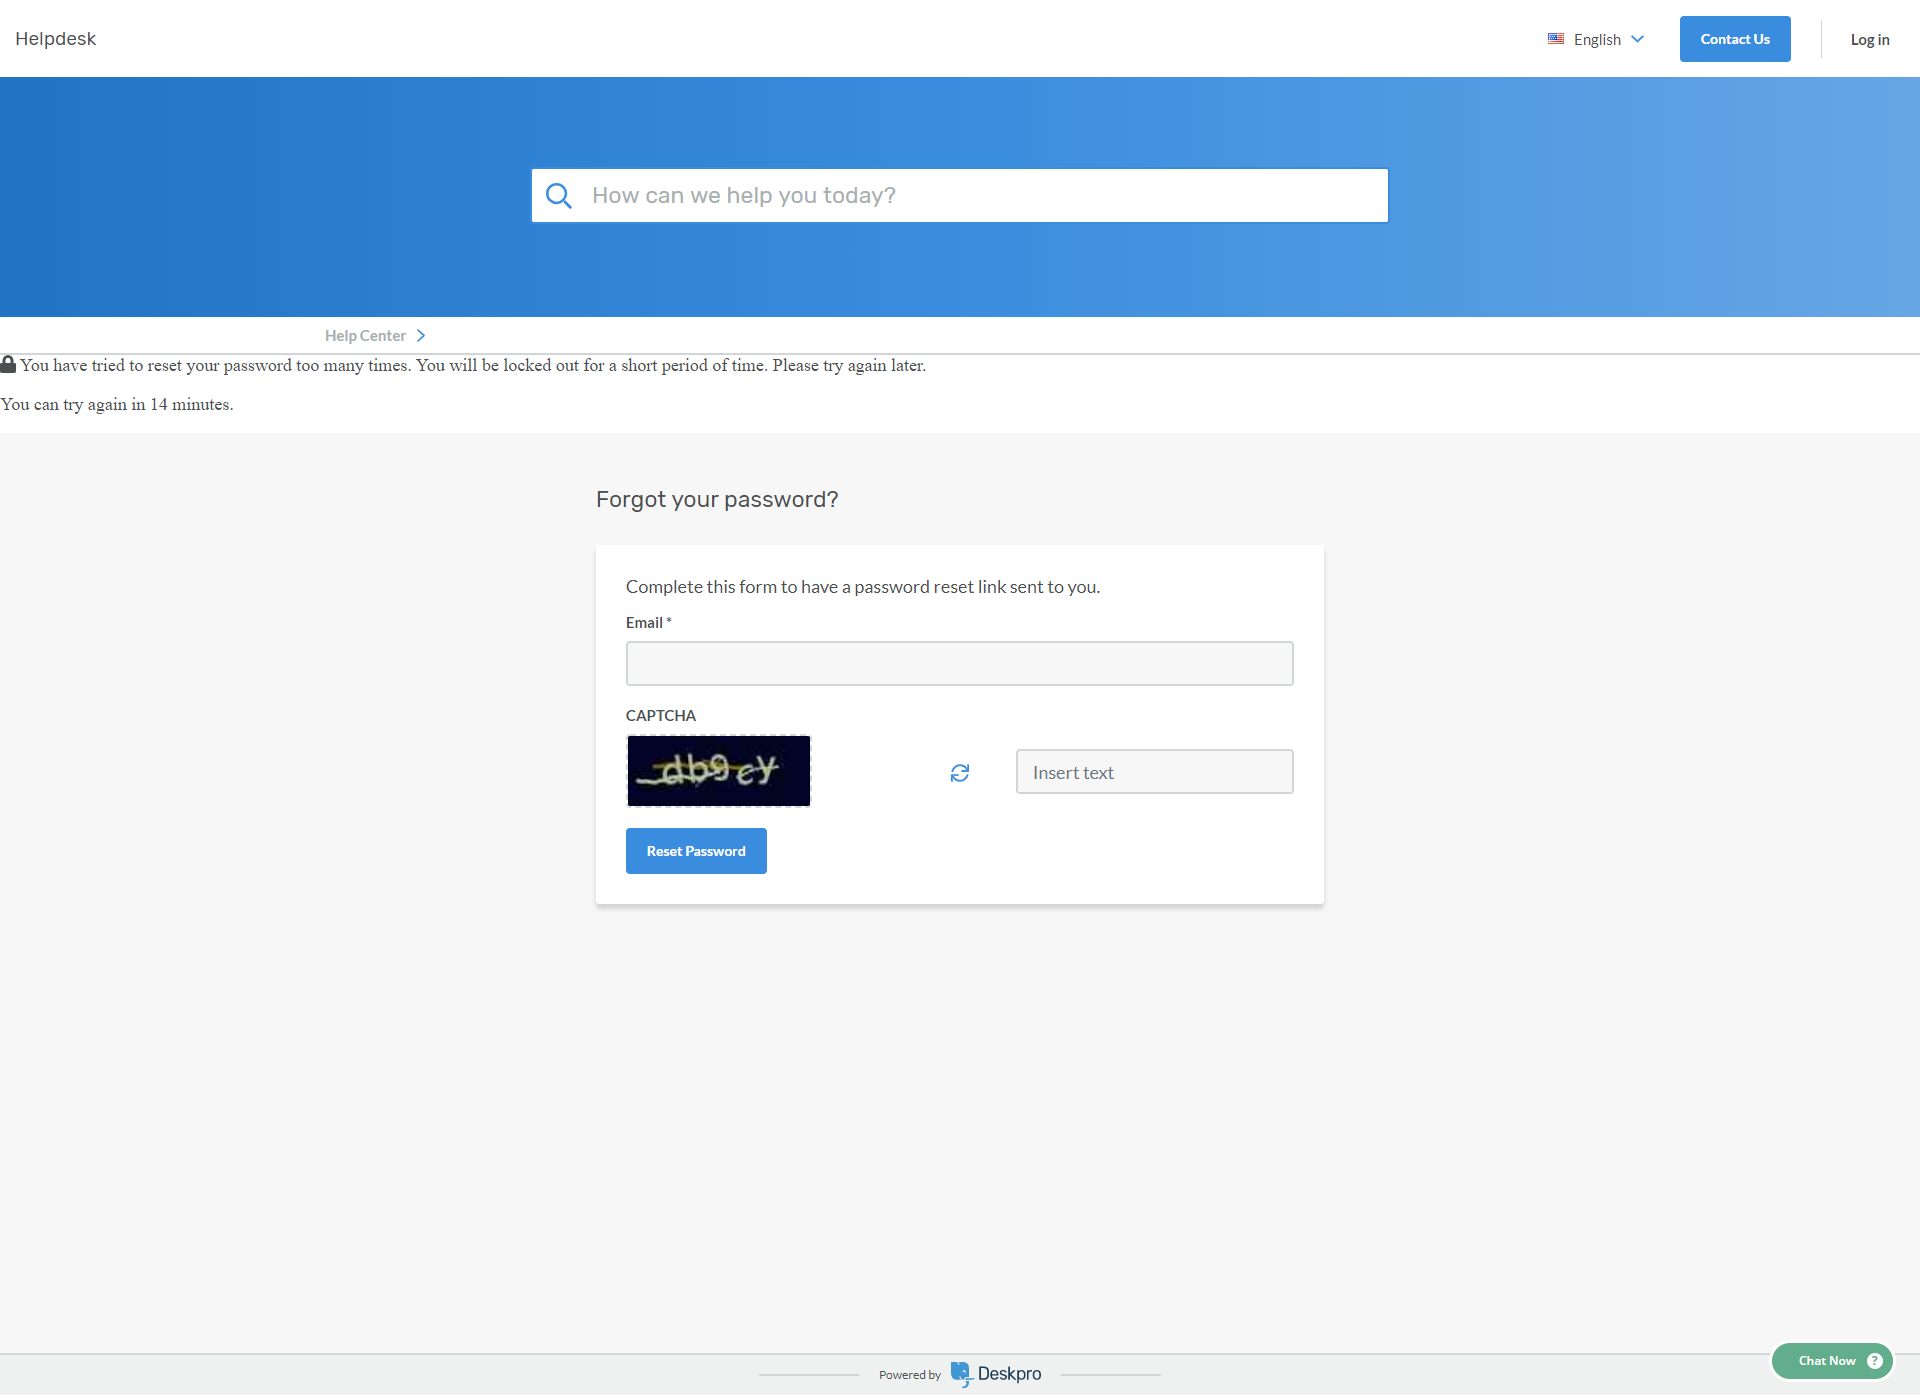 Helpdesk
English
Contact Us
Log in
How can we help you today?
Help Center
You have tried to reset your password too many times. You will be locked out for a short period of time. Please try again later.
You can try again in 14 minutes.
Forgot your password?
Complete this form to have a password reset link sent to you.
Email *
CAPTCHA
Insert text
Reset Password
Powered by Deskpro
Chat Now ?